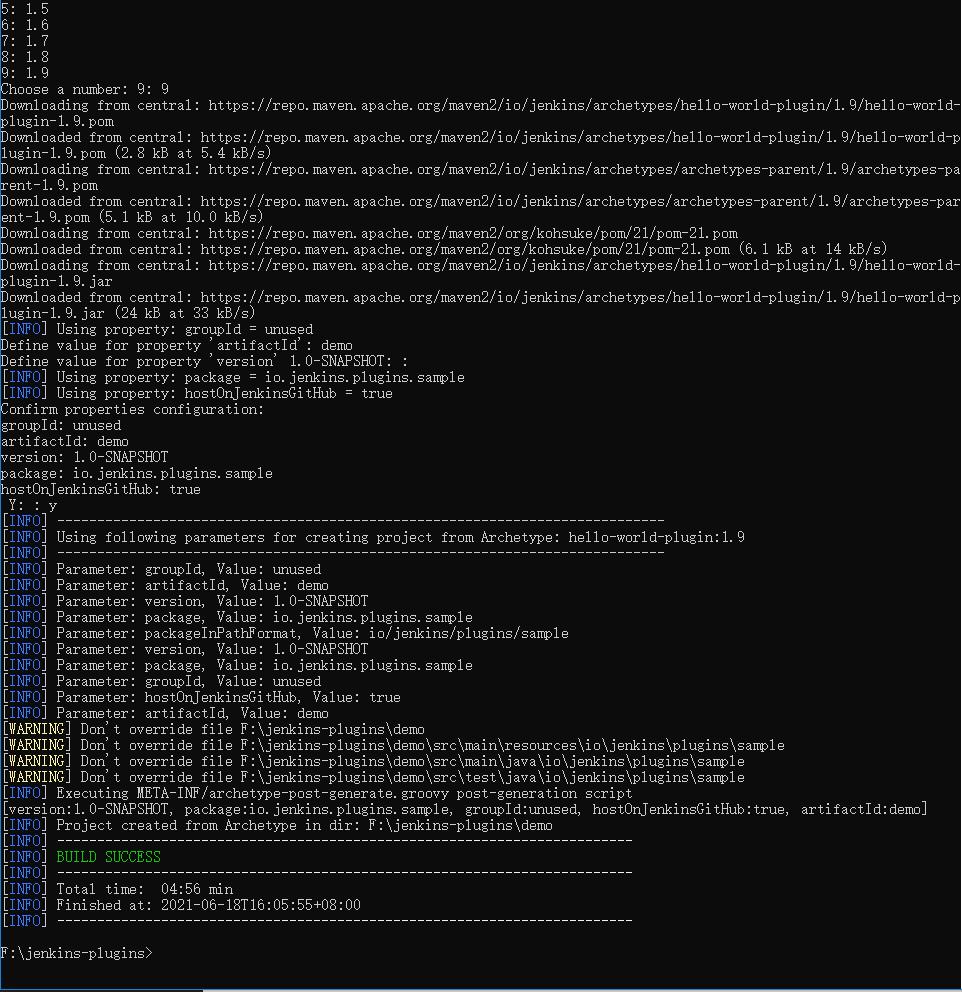 5: 1.5
6: 1.6
7: 1.7
8: 1.8
9: 1.9
Choose a number: 9: 9
Downloading from central: https://repo.maven.apache.org/maven2/io/jenkins/archetypes/hello-world-plugin/1.9/hello-world-
plugin-1.9.pom
Downloaded from central: https://repo.maven.apache.org/maven2/io/jenkins/archetypes/hello-world-plugin/1.9/hello-world-p
lugin-1.9.pom (2.8 kB at 5.4 kB/s)
Downloading from central: https://repo.maven.apache.org/maven2/io/jenkins/archetypes/archetypes-parent/1.9/archetypes-pa
rent-1.9.pom
Downloaded from central: https://repo.maven.apache.org/maven2/io/jenkins/archetypes/archetypes-parent/1.9/archetypes-par
ent-1.9.pom (5.1 kB at 10.0 kB/s)
Downloading from central: https://repo.maven.apache.org/maven2/org/kohsuke/pom/21/pom-21.pom
Downloaded from central: https://repo.maven.apache.org/maven2/org/kohsuke/pom/21/pom-21.pom (6.1 kB at 14 kB/s)
Downloading from central: https://repo.maven.apache.org/maven2/io/jenkins/archetypes/hello-world-plugin/1.9/hello-world-
plugin-1.9.jar
Downloaded from central: https://repo.maven.apache.org/maven2/io/jenkins/archetypes/hello-world-plugin/1.9/hello-world-p
lugin-1.9.jar (24 kB at 33 kB/s)
[INFO] Using property: groupId = unused
Define value for property 'artifactId': demo
Define value for property 'version' 1.0-SNAPSHOT: :
[INFO] Using property: package = io.jenkins.plugins.sample
[INFO] Using property: hostOnJenkinsGitHub = true
Confirm properties configuration:
groupId: unused
artifactId: demo
version: 1.0-SNAPSHOT
package: io.jenkins.plugins.sample
hostOnJenkinsGitHub: true
 Y: : y
[INFO] ----------------------------------------------------------------------------
[INFO] Using following parameters for creating project from Archetype: hello-world-plugin:1.9
[INFO] ----------------------------------------------------------------------------
[INFO] Parameter: groupId, Value: unused
[INFO] Parameter: artifactId, Value: demo
[INFO] Parameter: version, Value: 1.0-SNAPSHOT
[INFO] Parameter: package, Value: io.jenkins.plugins.sample
[INFO] Parameter: packageInPathFormat, Value: io/jenkins/plugins/sample
[INFO] Parameter: version, Value: 1.0-SNAPSHOT
[INFO] Parameter: package, Value: io.jenkins.plugins.sample
[INFO] Parameter: groupId, Value: unused
[INFO] Parameter: hostOnJenkinsGitHub, Value: true
[INFO] Parameter: artifactId, Value: demo
[WARNING] Don't override file F:\jenkins-plugins\demo
[WARNING] Don't override file F:\jenkins-plugins\demo\src\main\resources\io\jenkins\plugins\sample
[WARNING] Don't override file F:\jenkins-plugins\demo\src\main\java\io\jenkins\plugins\sample
[WARNING] Don't override file F:\jenkins-plugins\demo\src\test\java\io\jenkins\plugins\sample
[INFO] Executing META-INF/archetype-post-generate.groovy post-generation script
[version:1.0-SNAPSHOT, package:io.jenkins.plugins.sample, groupId:unused, hostOnJenkinsGitHub:true, artifactId:demo]
[INFO] Project created from Archetype in dir: F:\jenkins-plugins\demo
[INFO] ------------------------------------------------------------------------
[INFO] BUILD SUCCESS
[INFO] ------------------------------------------------------------------------
[INFO] Total time:  04:56 min
[INFO] Finished at: 2021-06-18T16:05:55+08:00
[INFO] ------------------------------------------------------------------------
F:\jenkins-plugins>